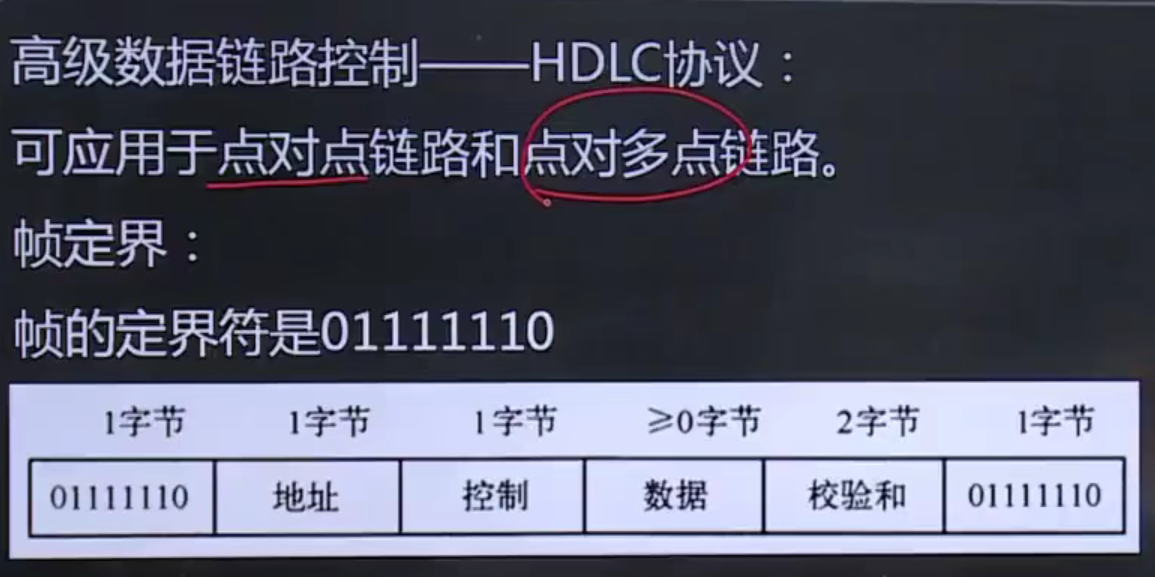 高级数据链路控制——HDLC协议：
可应用于点对点链路和点对多点链路。
帧定界：
帧的定界符是01111110
1字节 1字节 1字节 ≥0字节 2字节 1字节
01111110 地址 控制 数据 校验和 01111110